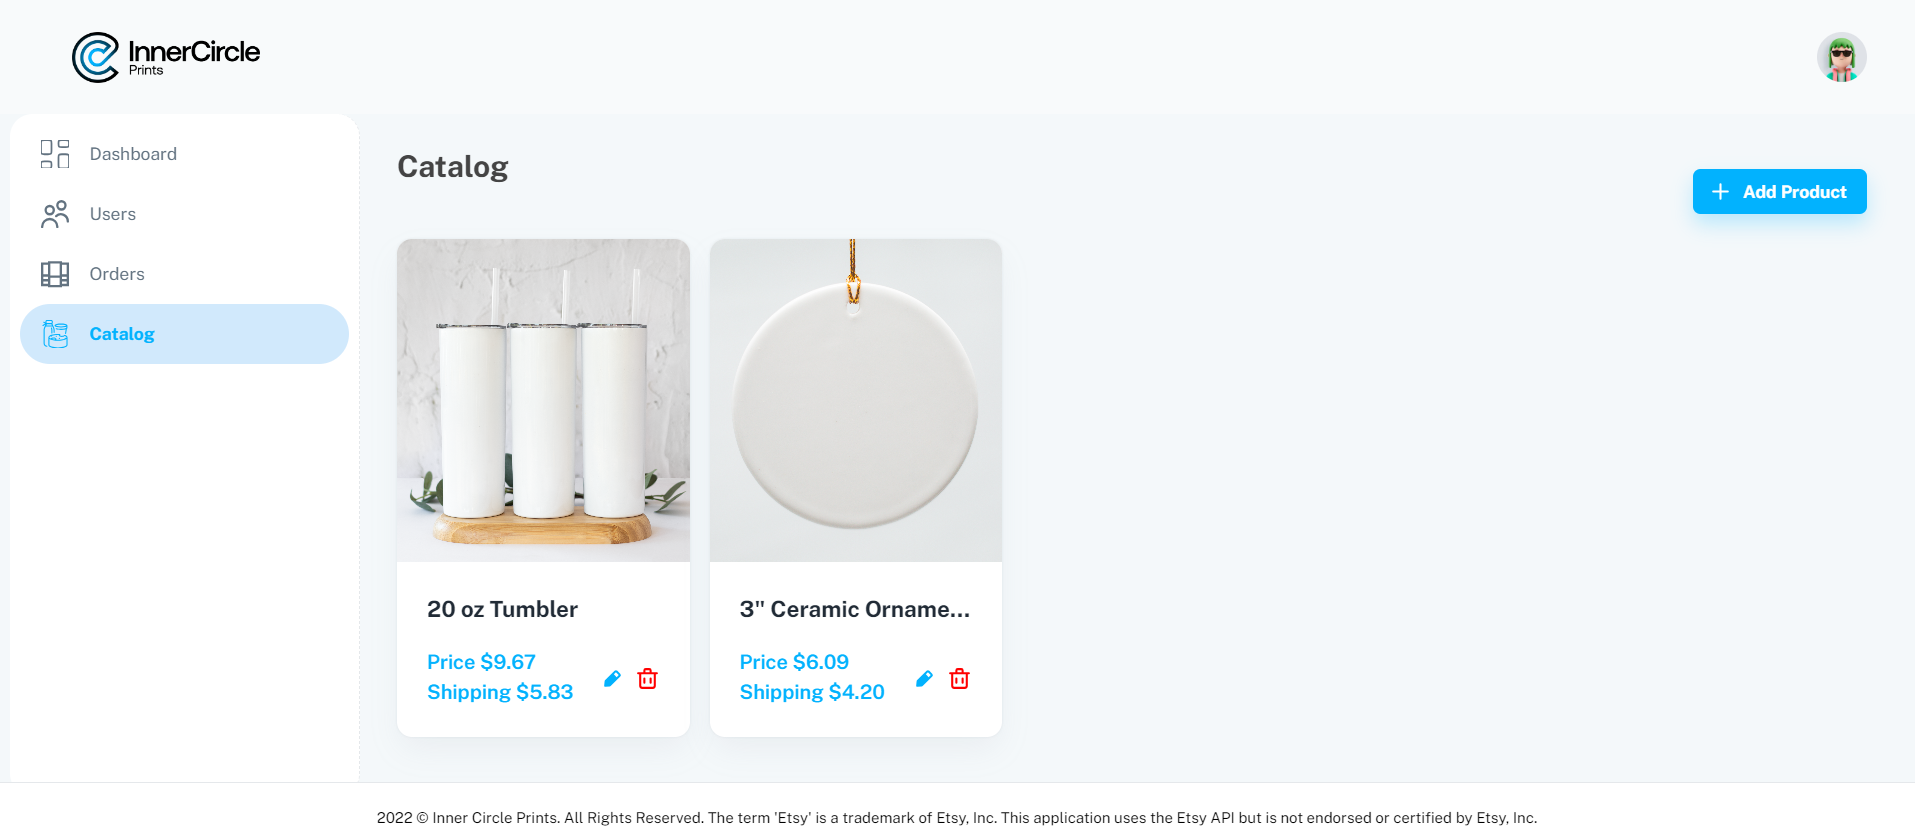 InnerCircle
Prints
Dashboard
Users
Orders
Catalog
Catalog
Add Product
20 oz Tumbler
Price $9.67
Shipping $5.83
3" Ceramic Orname...
Price $6.09
Shipping $4.20
2022 © Inner Circle Prints. All Rights Reserved. The term 'Etsy' is a trademark of Etsy, Inc. This application uses the Etsy API but is not endorsed or certified by Etsy, Inc.